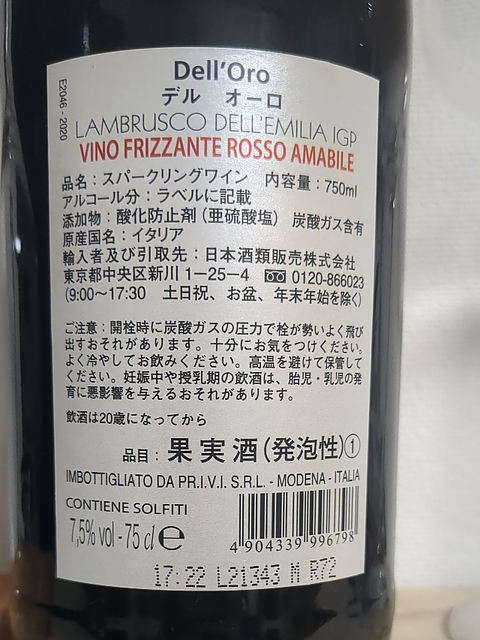 Dell'Oro
デル オーロ
E2046 - 2020
LAMBRUSCO DELL'EMILIA IGP
VINO FRIZZANTE ROSSO AMABILE
品名：スパークリングワイン 内容量：750ml
アルコール分：ラベルに記載
添加物：酸化防止剤（亜硫酸塩） 炭酸ガス含有
原産国名：イタリア
輸入者及び引取先：日本酒類販売株式会社
東京都中央区新川1-25-4 0120-866023
(9:00～17:30 土日祝、お盆、年末年始を除く)
ご注意：開栓時に炭酸ガスの圧力で栓が勢いよく飛び
出すおそれがあります。十分にお気をつけください。
よく冷やしてお飲みください。高温を避けて保管して
ください。妊娠中や授乳期の飲酒は、胎児・乳児の発
育に悪影響を与えるおそれがあります。
飲酒は20歳になってから
品目：果実酒（発泡性）①
IMBOTTIGLIATO DA PR.I.V.I. S.R.L. - MODENA - ITALIA
CONTIENE SOLFITI
7,5% vol - 75 cl e
4 904339 996798
17:22 L21343 M R72